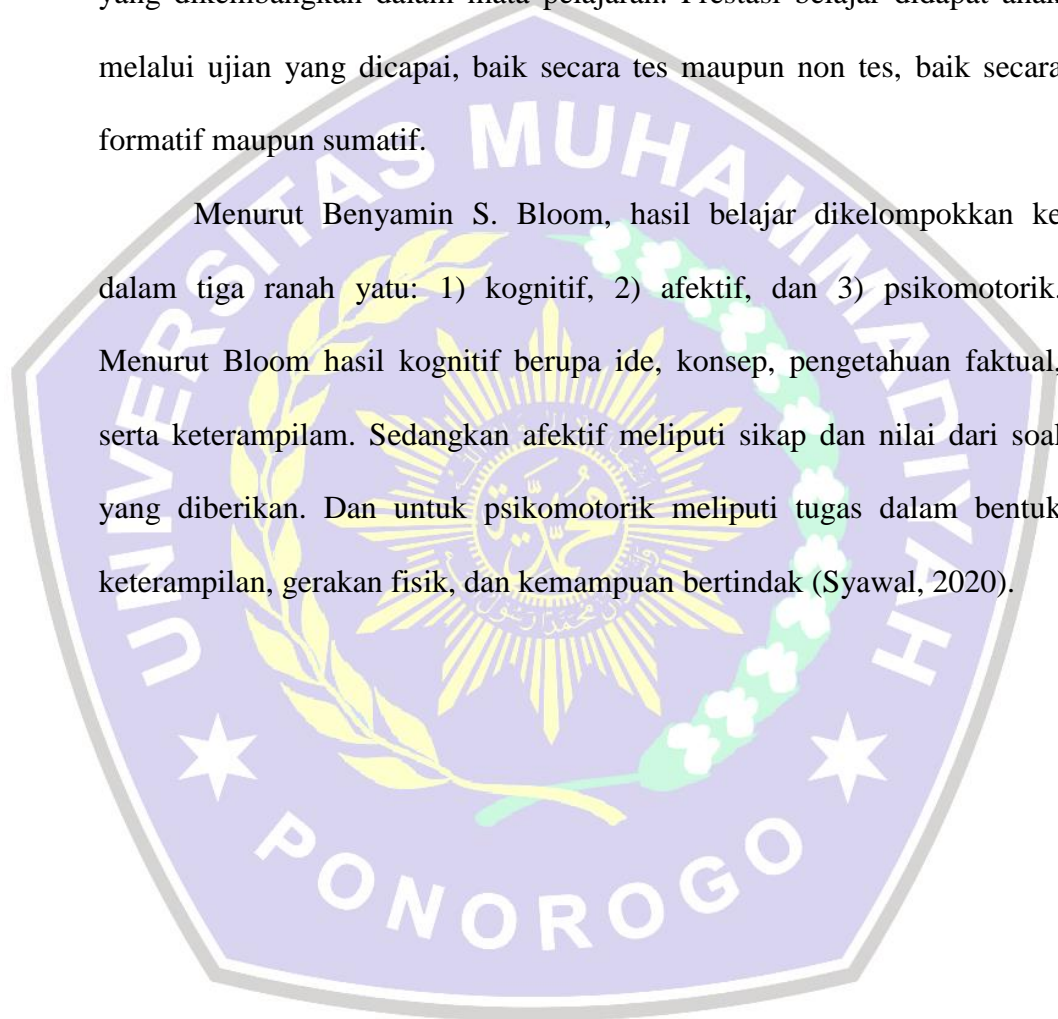 yang dikembangkan dalam mata pelajaran. Prestasi belajar didapat anak
melalui ujian yang dicapai, baik secara tes maupun non tes, baik secara
formatif maupun sumatif.
Menurut Benyamin S. Bloom, hasil belajar dikelompokkan ke
dalam tiga ranah yatu: 1) kognitif, 2) afektif, dan 3) psikomotorik.
Menurut Bloom hasil kognitif berupa ide, konsep, pengetahuan faktual,
serta keterampilam. Sedangkan afektif meliputi sikap dan nilai dari soal
yang diberikan. Dan untuk psikomotorik meliputi tugas dalam bentuk
keterampilan, gerakan fisik, dan kemampuan bertindak (Syawal, 2020).
UNIVERSITAS MUHAMMADIYAH
PONOROGO